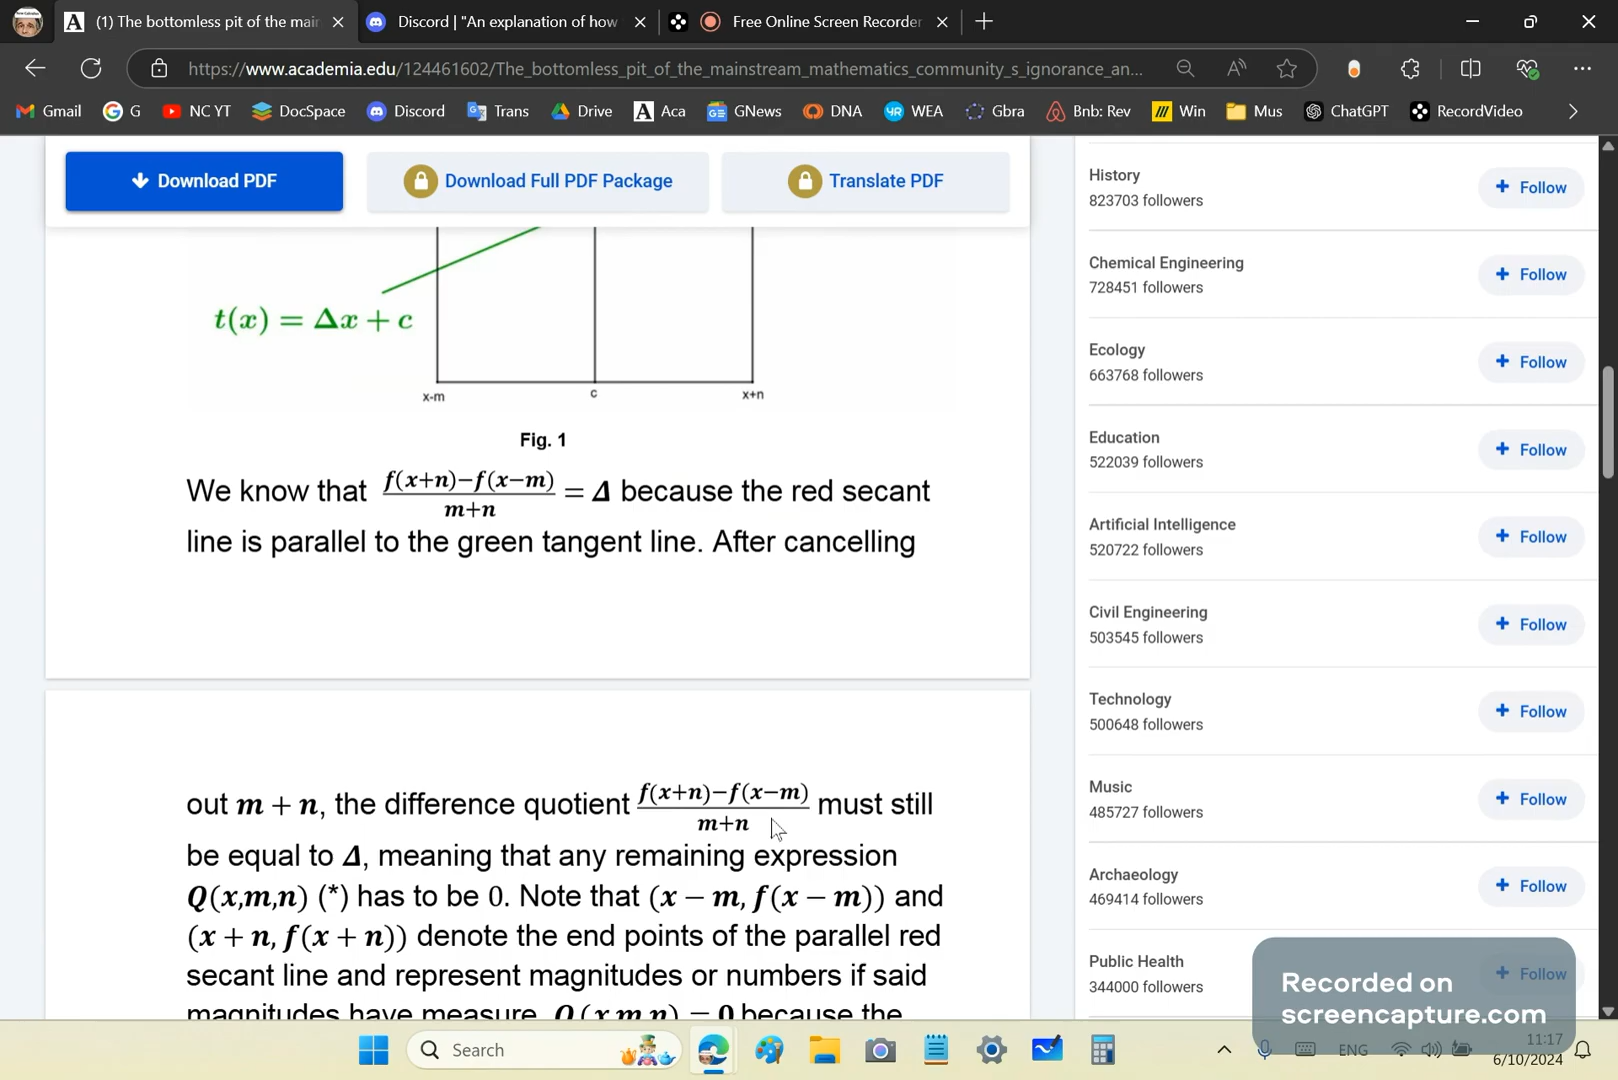 (1) The bottomless pit of the mai
Discord | "An explanation of how
Free Online Screen Recorder
https://www.academia.edu/124461602/The_bottomless_pit_of_the_mainstream_mathematics_community_s_ignorance_an...
Gmail G NC YT DocSpace Discord Trans Drive Aca GNews DNA WEA Gbra Bnb: Rev Win Mus ChatGPT RecordVideo
Download PDF
Download Full PDF Package
Translate PDF
t(x) = Δx + c
x-m c x+n
Fig. 1
We know that f(x+n)−f(x−m)/m+n = Δ because the red secant
line is parallel to the green tangent line. After cancelling
out m + n, the difference quotient f(x+n)−f(x−m)/m+n must still
be equal to Δ, meaning that any remaining expression
Q(x,m,n) (*) has to be 0. Note that (x − m, f(x − m)) and
(x + n, f(x + n)) denote the end points of the parallel red
secant line and represent magnitudes or numbers if said
magnitudes have measure. Q(x,m,n) = 0 because the
History
823703 followers
Follow
Chemical Engineering
728451 followers
Follow
Ecology
663768 followers
Follow
Education
522039 followers
Follow
Artificial Intelligence
520722 followers
Follow
Civil Engineering
503545 followers
Follow
Technology
500648 followers
Follow
Music
485727 followers
Follow
Archaeology
469414 followers
Follow
Public Health
344000 followers
Follow
Recorded on
screencapture.com
Search
ENG
11:17
6/10/2024